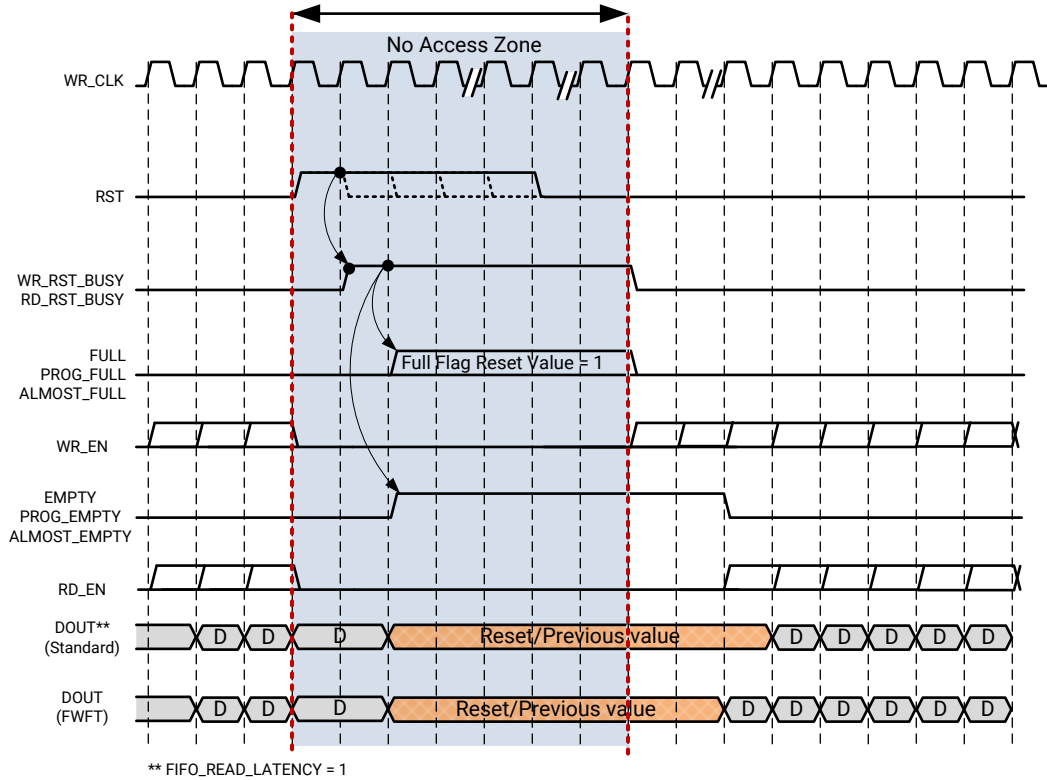 No Access Zone
WR_CLK
RST
WR_RST_BUSY
RD_RST_BUSY
FULL
PROG_FULL
ALMOST_FULL
Full Flag Reset Value = 1
WR_EN
EMPTY
PROG_EMPTY
ALMOST_EMPTY
RD_EN
DOUT**
(Standard)
D D D Reset/Previous value D D D D D
DOUT
(FWFT)
D D D Reset/Previous value D D D D D D
** FIFO_READ_LATENCY = 1